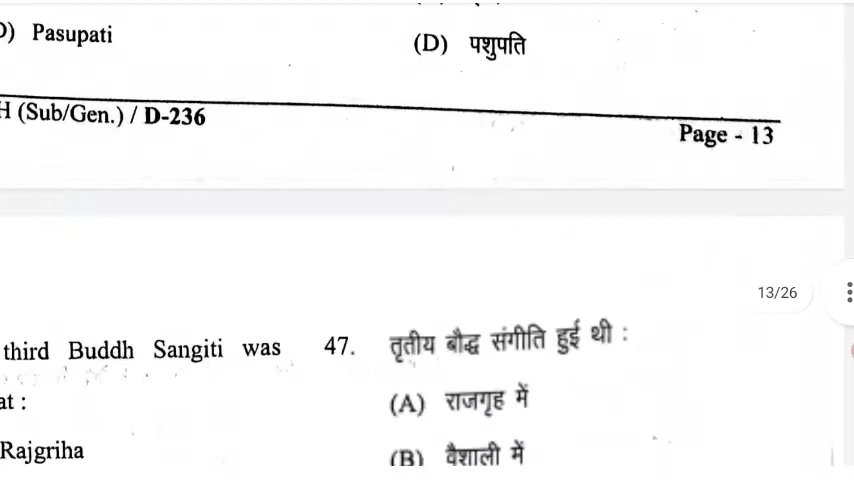 D) Pasupati
(D) पशुपति
H (Sub/Gen.) / D-236
Page - 13
13/26
third Buddh Sangiti was
47. तृतीय बौद्ध संगीति हुई थी :
at :
(A) राजगृह में
Rajgriha
(B) वैशाली में